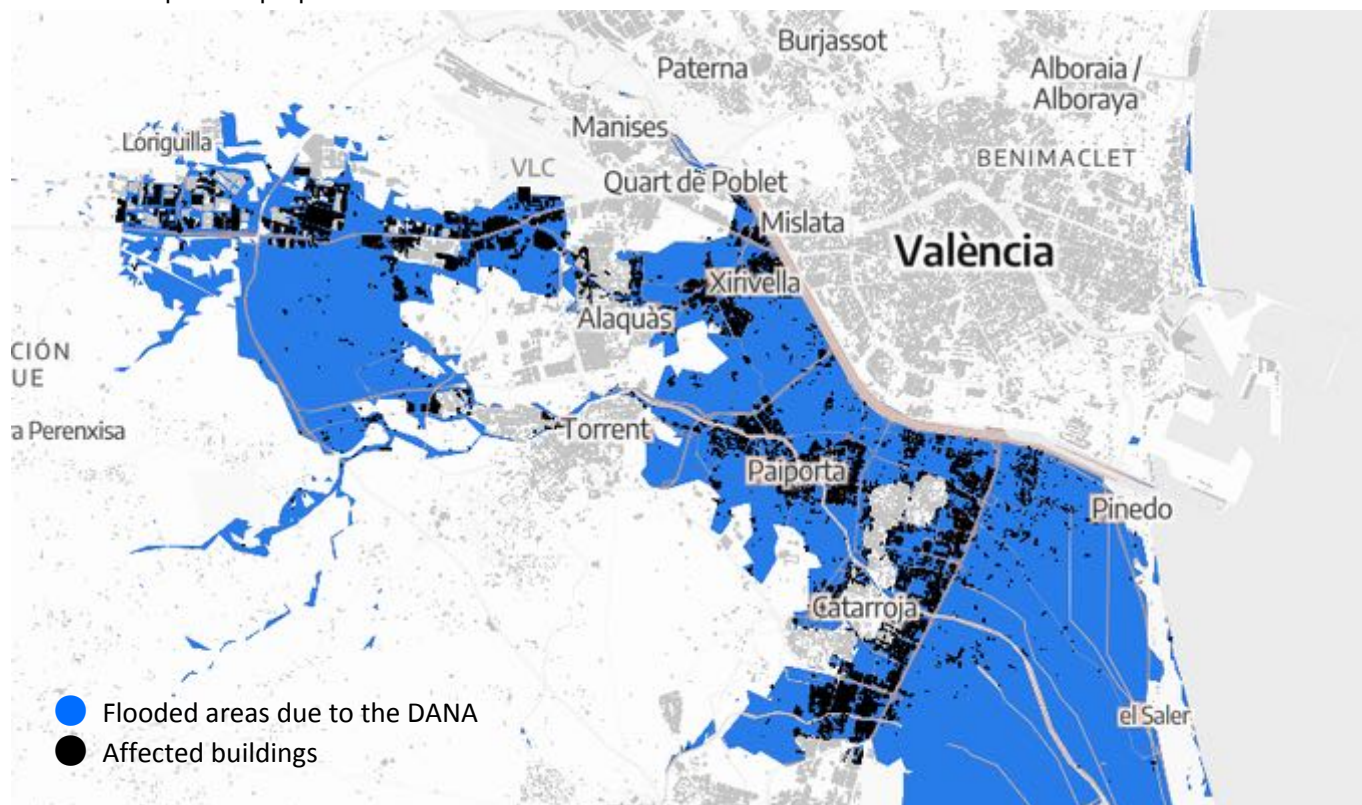 Burjassot
Paterna
Alboraia /
Alboraya
Manises
Loriguilla
VLC
BENIMACLET
Quart de Poblet
Mislata
València
Xirivella
Alaquàs
CIÓN
UE
a Perenxisa
Torrent
Paiporta
Pinedo
Catarroja
el Saler
Flooded areas due to the DANA
Affected buildings